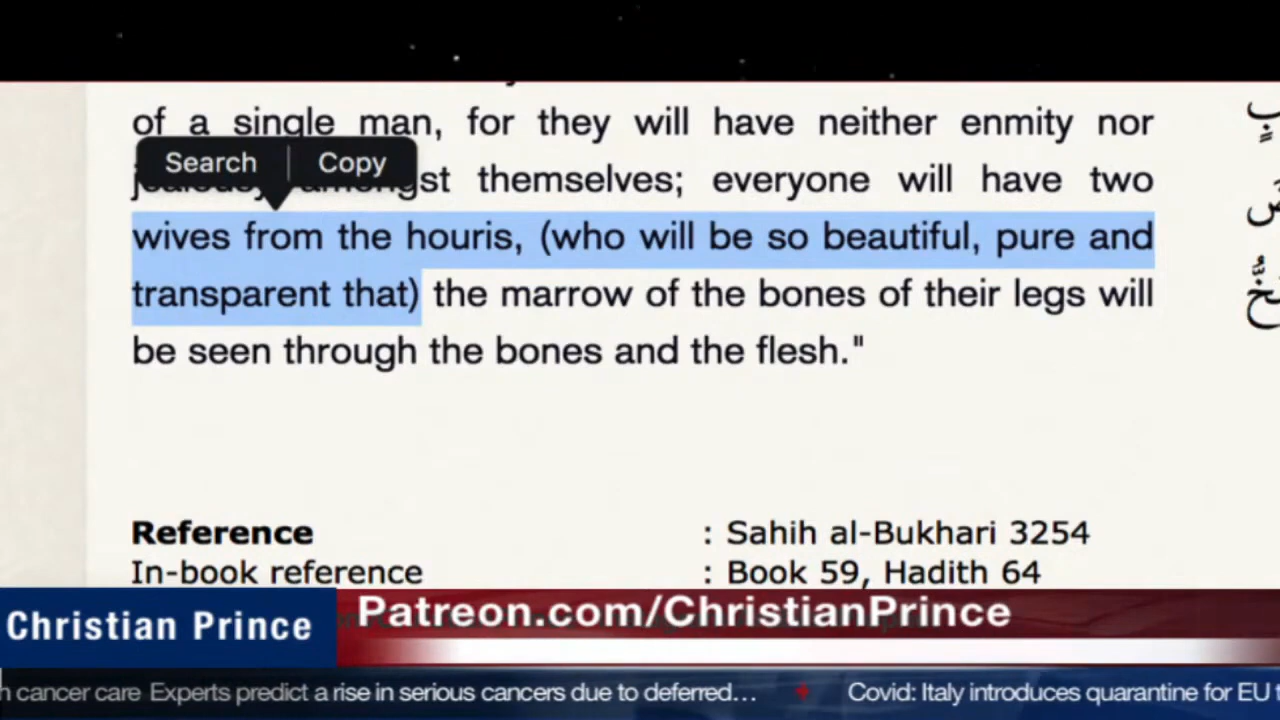 of a single man, for they will have neither enmity nor
Search Copy
jealousy amongst themselves; everyone will have two
wives from the houris, (who will be so beautiful, pure and
transparent that) the marrow of the bones of their legs will
be seen through the bones and the flesh."
Reference : Sahih al-Bukhari 3254
In-book reference : Book 59, Hadith 64
Christian Prince
Patreon.com/ChristianPrince
cancer care Experts predict a rise in serious cancers due to deferred... Covid: Italy introduces quarantine for EU